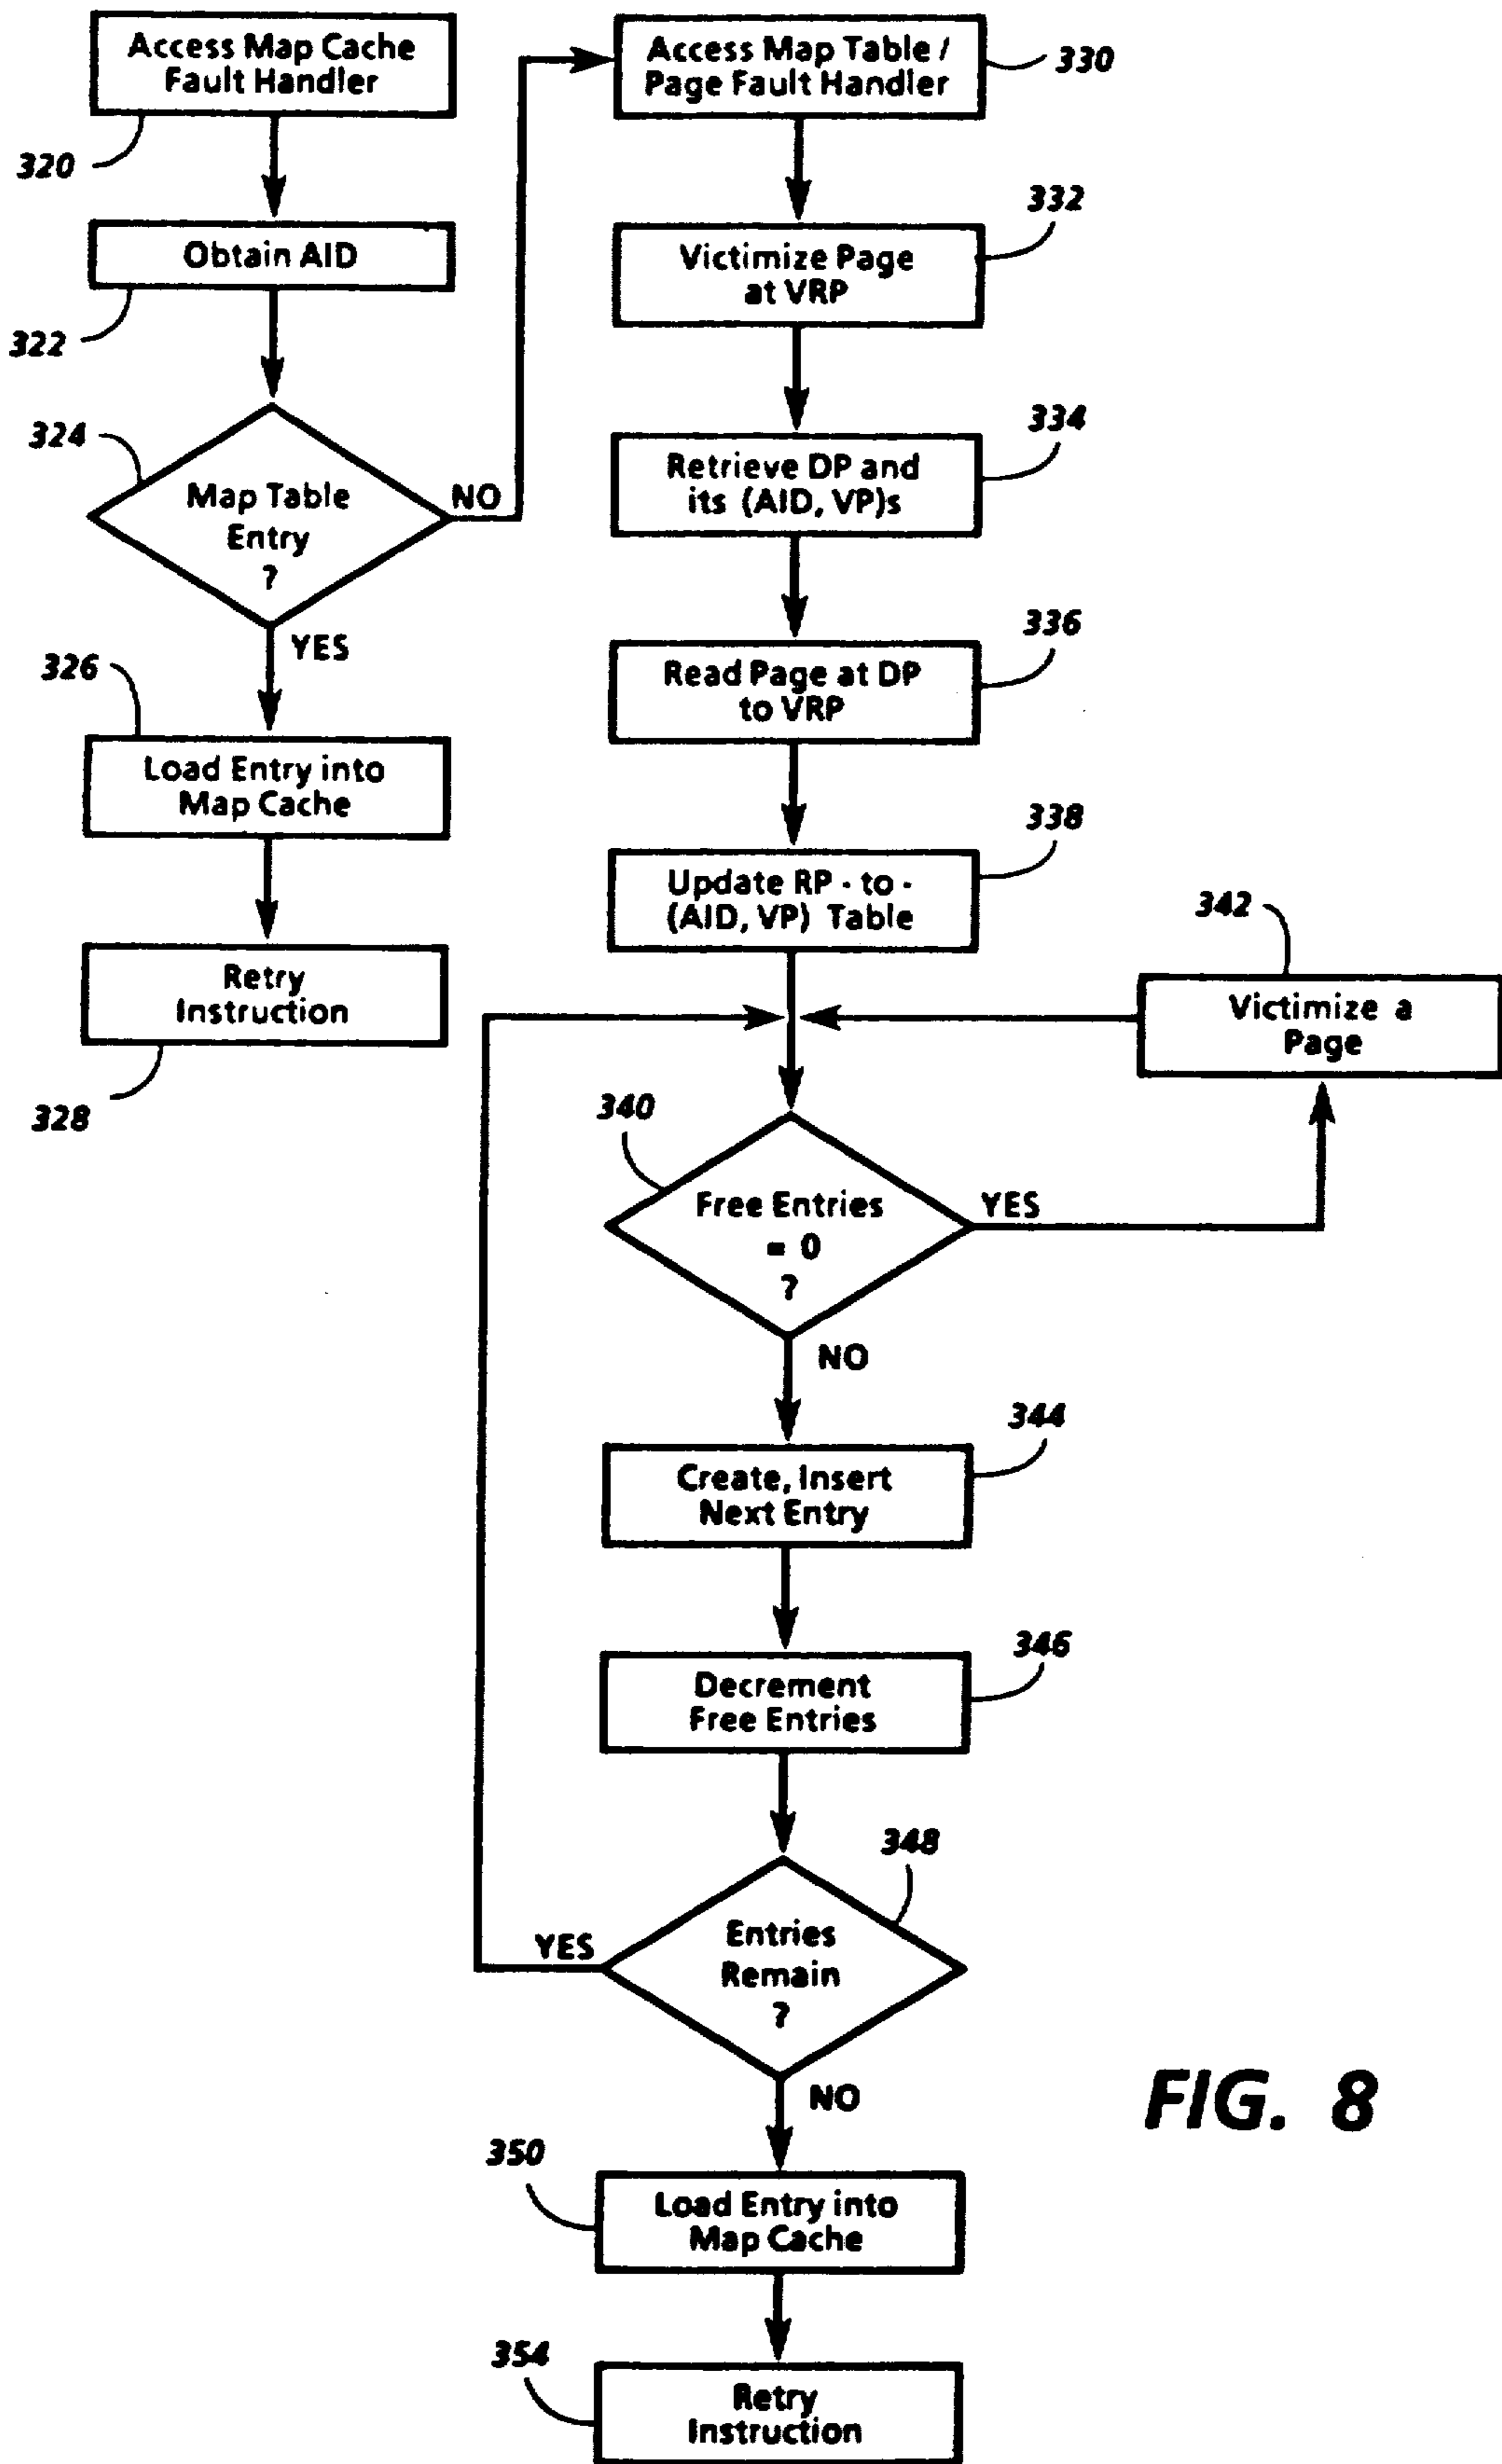 Access Map Cache
Fault Handler
320
Obtain AID
322
324
Map Table
Entry
?
NO
YES
326
Load Entry into
Map Cache
Retry
Instruction
328
Access Map Table /
Page Fault Handler
330
332
Victimize Page
at VRP
334
Retrieve DP and
its (AID, VP)s
336
Read Page at DP
to VRP
338
Update RP - to -
(AID, VP) Table
342
Victimize a
Page
340
Free Entries
= 0
?
YES
NO
344
Create, Insert
Next Entry
346
Decrement
Free Entries
348
Entries
Remain
?
YES
NO
350
Load Entry into
Map Cache
354
Retry
Instruction
FIG. 8